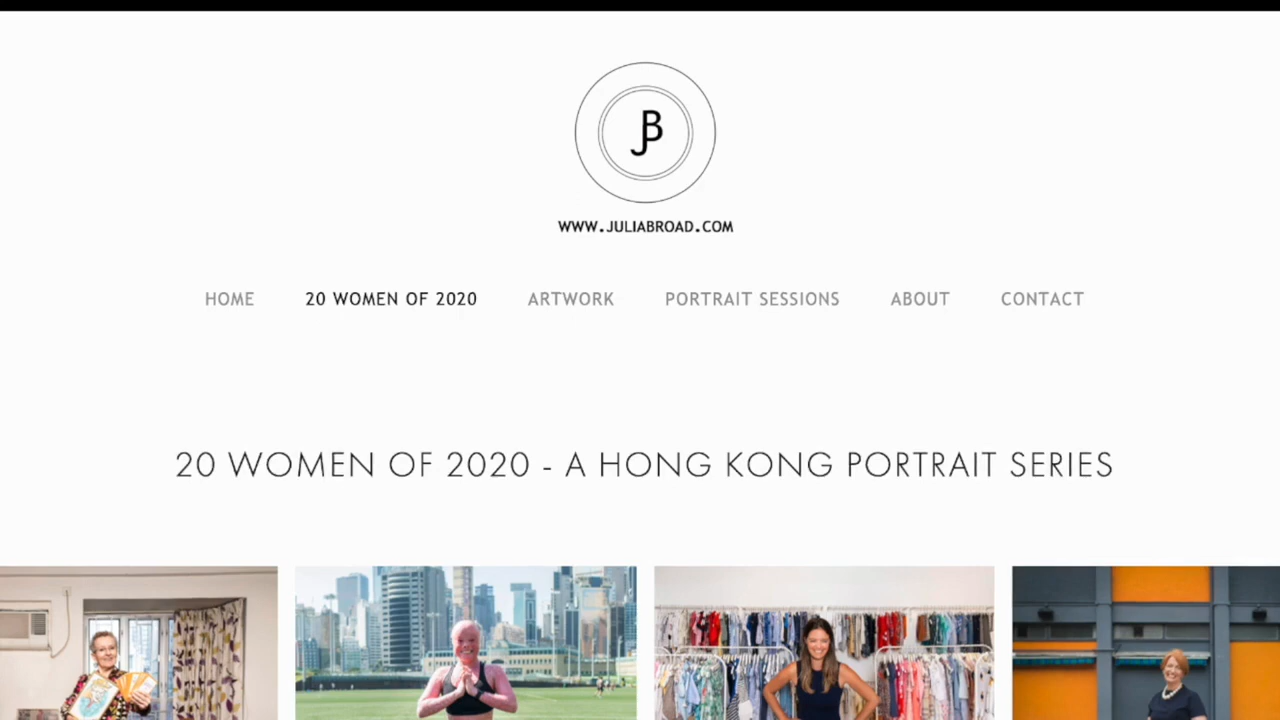 JB
WWW.JULIABROAD.COM
HOME 20 WOMEN OF 2020 ARTWORK PORTRAIT SESSIONS ABOUT CONTACT
20 WOMEN OF 2020 - A HONG KONG PORTRAIT SERIES